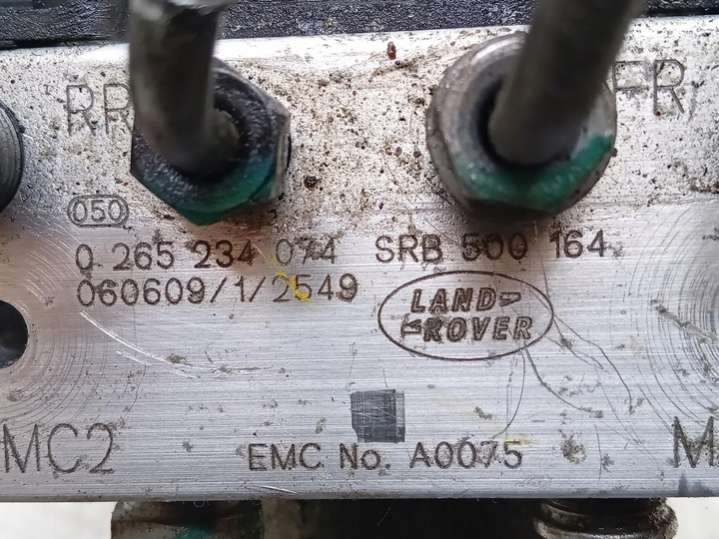 RR
FR
050
0 265 234 074 SRB 500 164
060609/1/2549
LAND
ROVER
MC2
EMC No. A0075
M